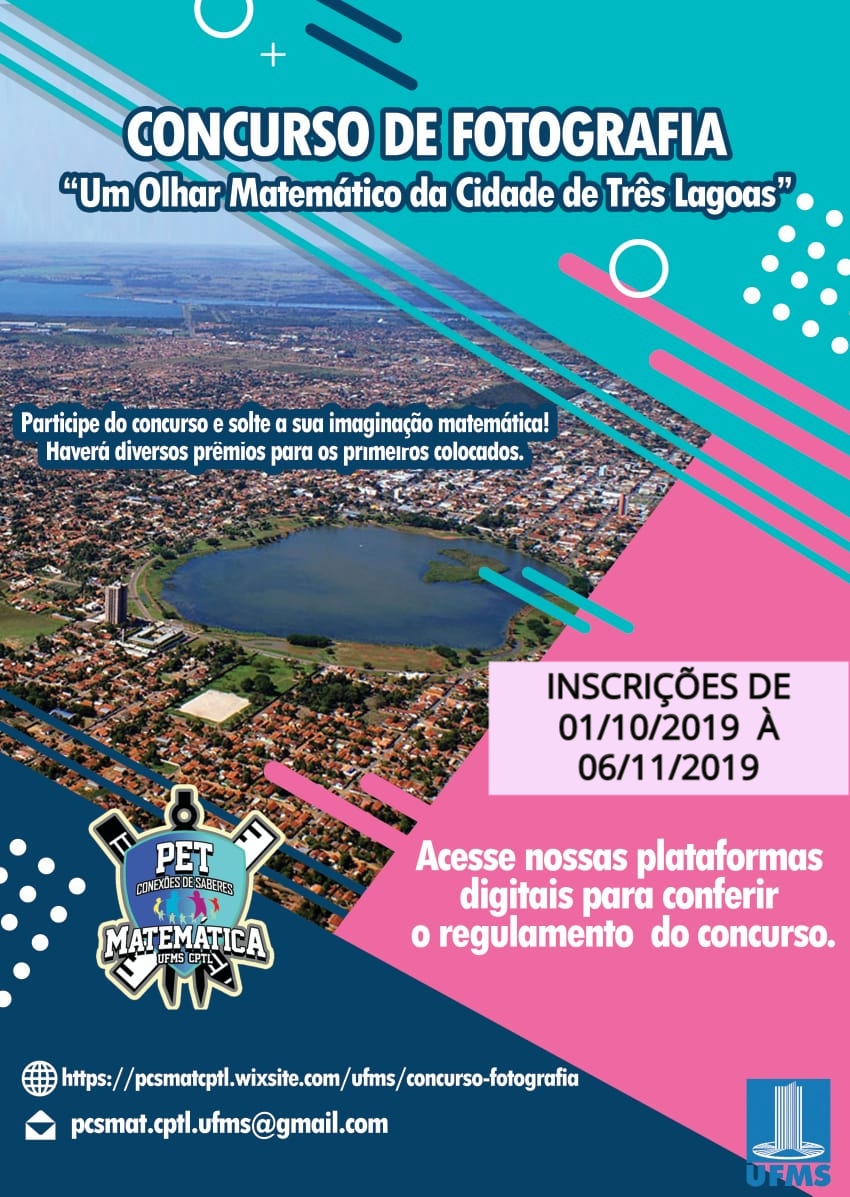 CONCURSO DE FOTOGRAFIA
“Um Olhar Matemático da Cidade de Três Lagoas”
Participe do concurso e solte a sua imaginação matemática!
Haverá diversos prêmios para os primeiros colocados.
INSCRIÇÕES DE
01/10/2019 À
06/11/2019
Acesse nossas plataformas
digitais para conferir
o regulamento do concurso.
PET
CONEXÕES DE SABERES
MATEMÁTICA
UFMS CPTL
https://pcsmatcptl.wixsite.com/ufms/concurso-fotografia
pcsmat.cptl.ufms@gmail.com
UFMS